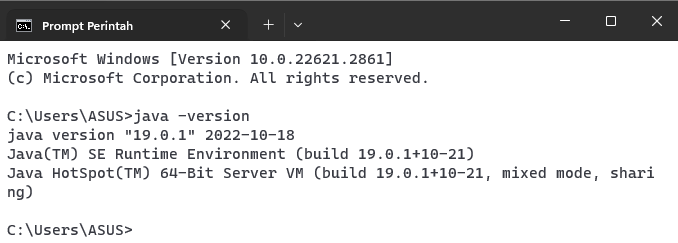 Prompt Perintah
Microsoft Windows [Version 10.0.22621.2861]
(c) Microsoft Corporation. All rights reserved.
C:\Users\ASUS>java -version
java version "19.0.1" 2022-10-18
Java(TM) SE Runtime Environment (build 19.0.1+10-21)
Java HotSpot(TM) 64-Bit Server VM (build 19.0.1+10-21, mixed mode, shari
ng)
C:\Users\ASUS>